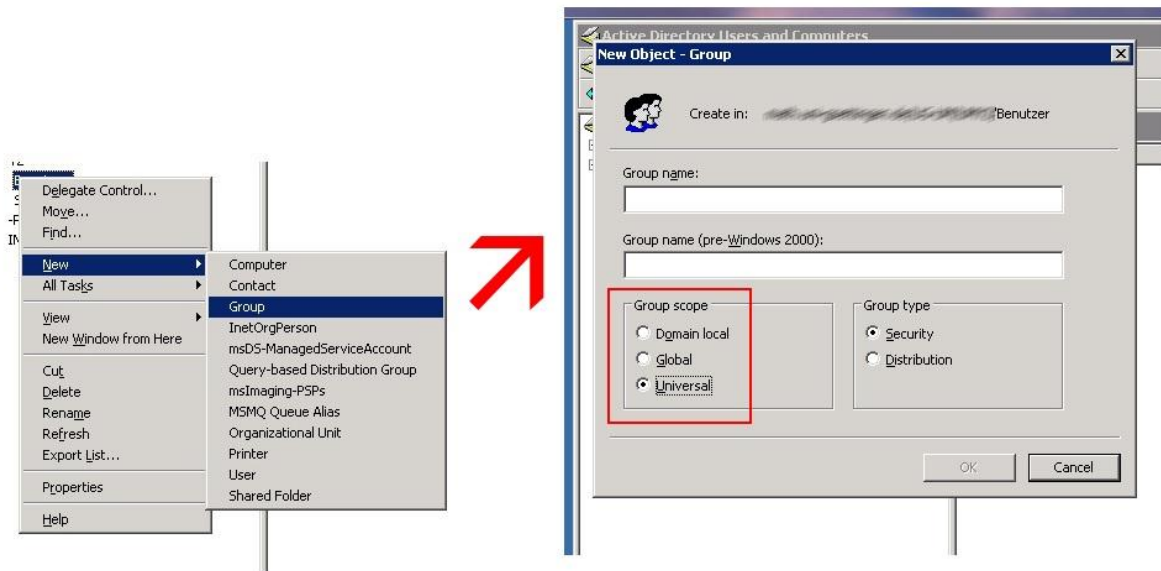 Delegate Control...
Move...
Find...
New
All Tasks
View
New Window from Here
Cut
Delete
Rename
Refresh
Export List...
Properties
Help
Computer
Contact
Group
InetOrgPerson
msDS-ManagedServiceAccount
Query-based Distribution Group
msImaging-PSPs
MSMQ Queue Alias
Organizational Unit
Printer
User
Shared Folder
Active Directory Users and Computers
New Object - Group
Create in: /Benutzer
Group name:
Group name (pre-Windows 2000):
Group scope
Domain local
Global
Universal
Group type
Security
Distribution
OK
Cancel